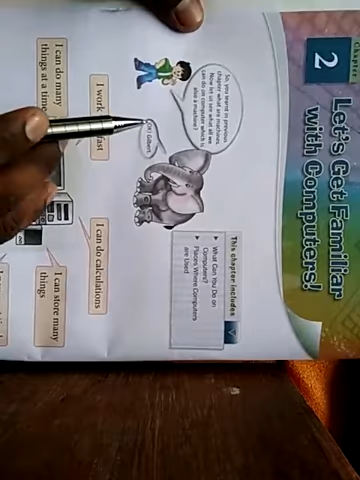 Chapter
2
Let's Get Familiar
with Computers!
This chapter includes
What Can You Do on
Computers?
Places Where Computers
are Used
So, you learnt in previous
chapter what are machines.
Now let us see what all we
can do on computer which is
also a machine?
OK! Gilbert.
I work
fast
I can do calculations
I can do many
things at a time
I can store many
things